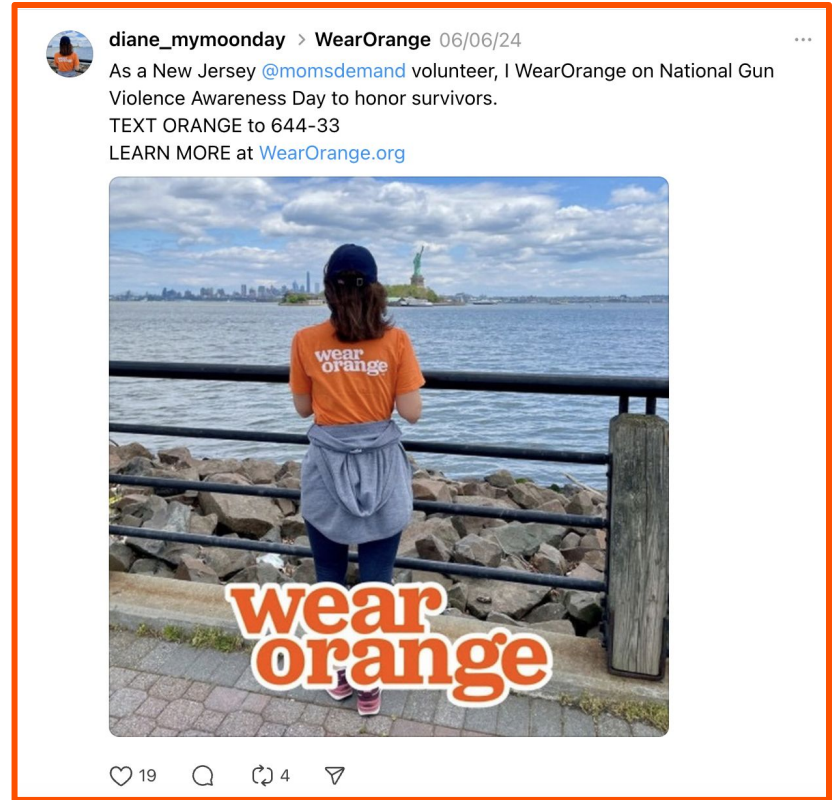 diane_mymoonday > WearOrange 06/06/24
As a New Jersey @momsdemand volunteer, I WearOrange on National Gun
Violence Awareness Day to honor survivors.
TEXT ORANGE to 644-33
LEARN MORE at WearOrange.org
wear
orange
wear
orange
19 4